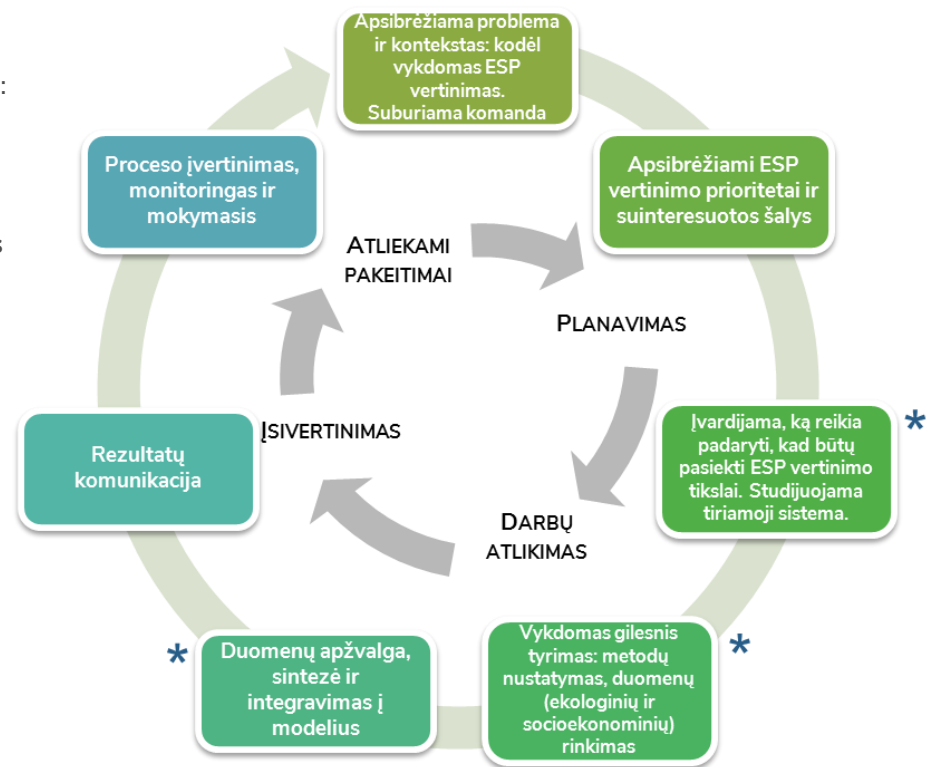 Apsibrėžiama problema
ir kontekstas: kodėl
vykdomas ESP
vertinimas.
Suburiama komanda
:
Proceso įvertinimas,
monitoringas ir
mokymasis
Apsibrėžiami ESP
vertinimo prioritetai ir
suinteresuotos šalys
s
ATLIEKAMI
PAKEITIMAI
PLANAVIMAS
Rezultatų
komunikacija
ĮSIVERTINIMAS
Įvardijama, ką reikia
padaryti, kad būtų
pasiekti ESP vertinimo
tikslai. Studijuojama
tiriamoji sistema.
*
DARBŲ
ATLIKIMAS
*
Duomenų apžvalga,
sintezė ir
integravimas į
modelius
Vykdomas gilesnis
tyrimas: metodų
nustatymas, duomenų
(ekologinių ir
socioekonominių)
rinkimas
*